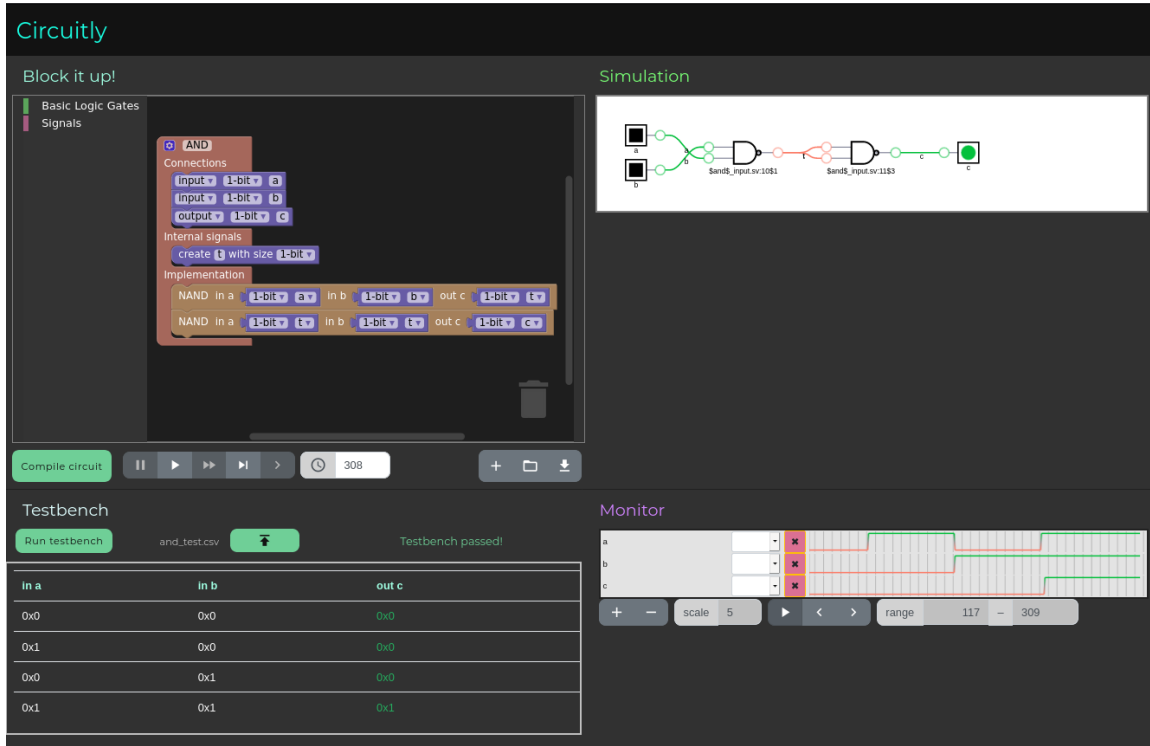 Circuitly
Block it up!
Basic Logic Gates
Signals
AND
Connections
input 1-bit a
input 1-bit b
output 1-bit c
Internal signals
create t with size 1-bit
Implementation
NAND in a 1-bit a in b 1-bit b out c 1-bit t
NAND in a 1-bit t in b 1-bit t out c 1-bit c
Compile circuit
308
Simulation
a
b
a
b
$and$_input.sv:10$1
t
$and$_input.sv:11$3
c
c
Testbench
Run testbench
and_test.csv
Testbench passed!
in a in b out c
0x0 0x0 0x0
0x1 0x0 0x0
0x0 0x1 0x0
0x1 0x1 0x1
Monitor
a
b
c
scale 5
range 117 – 309